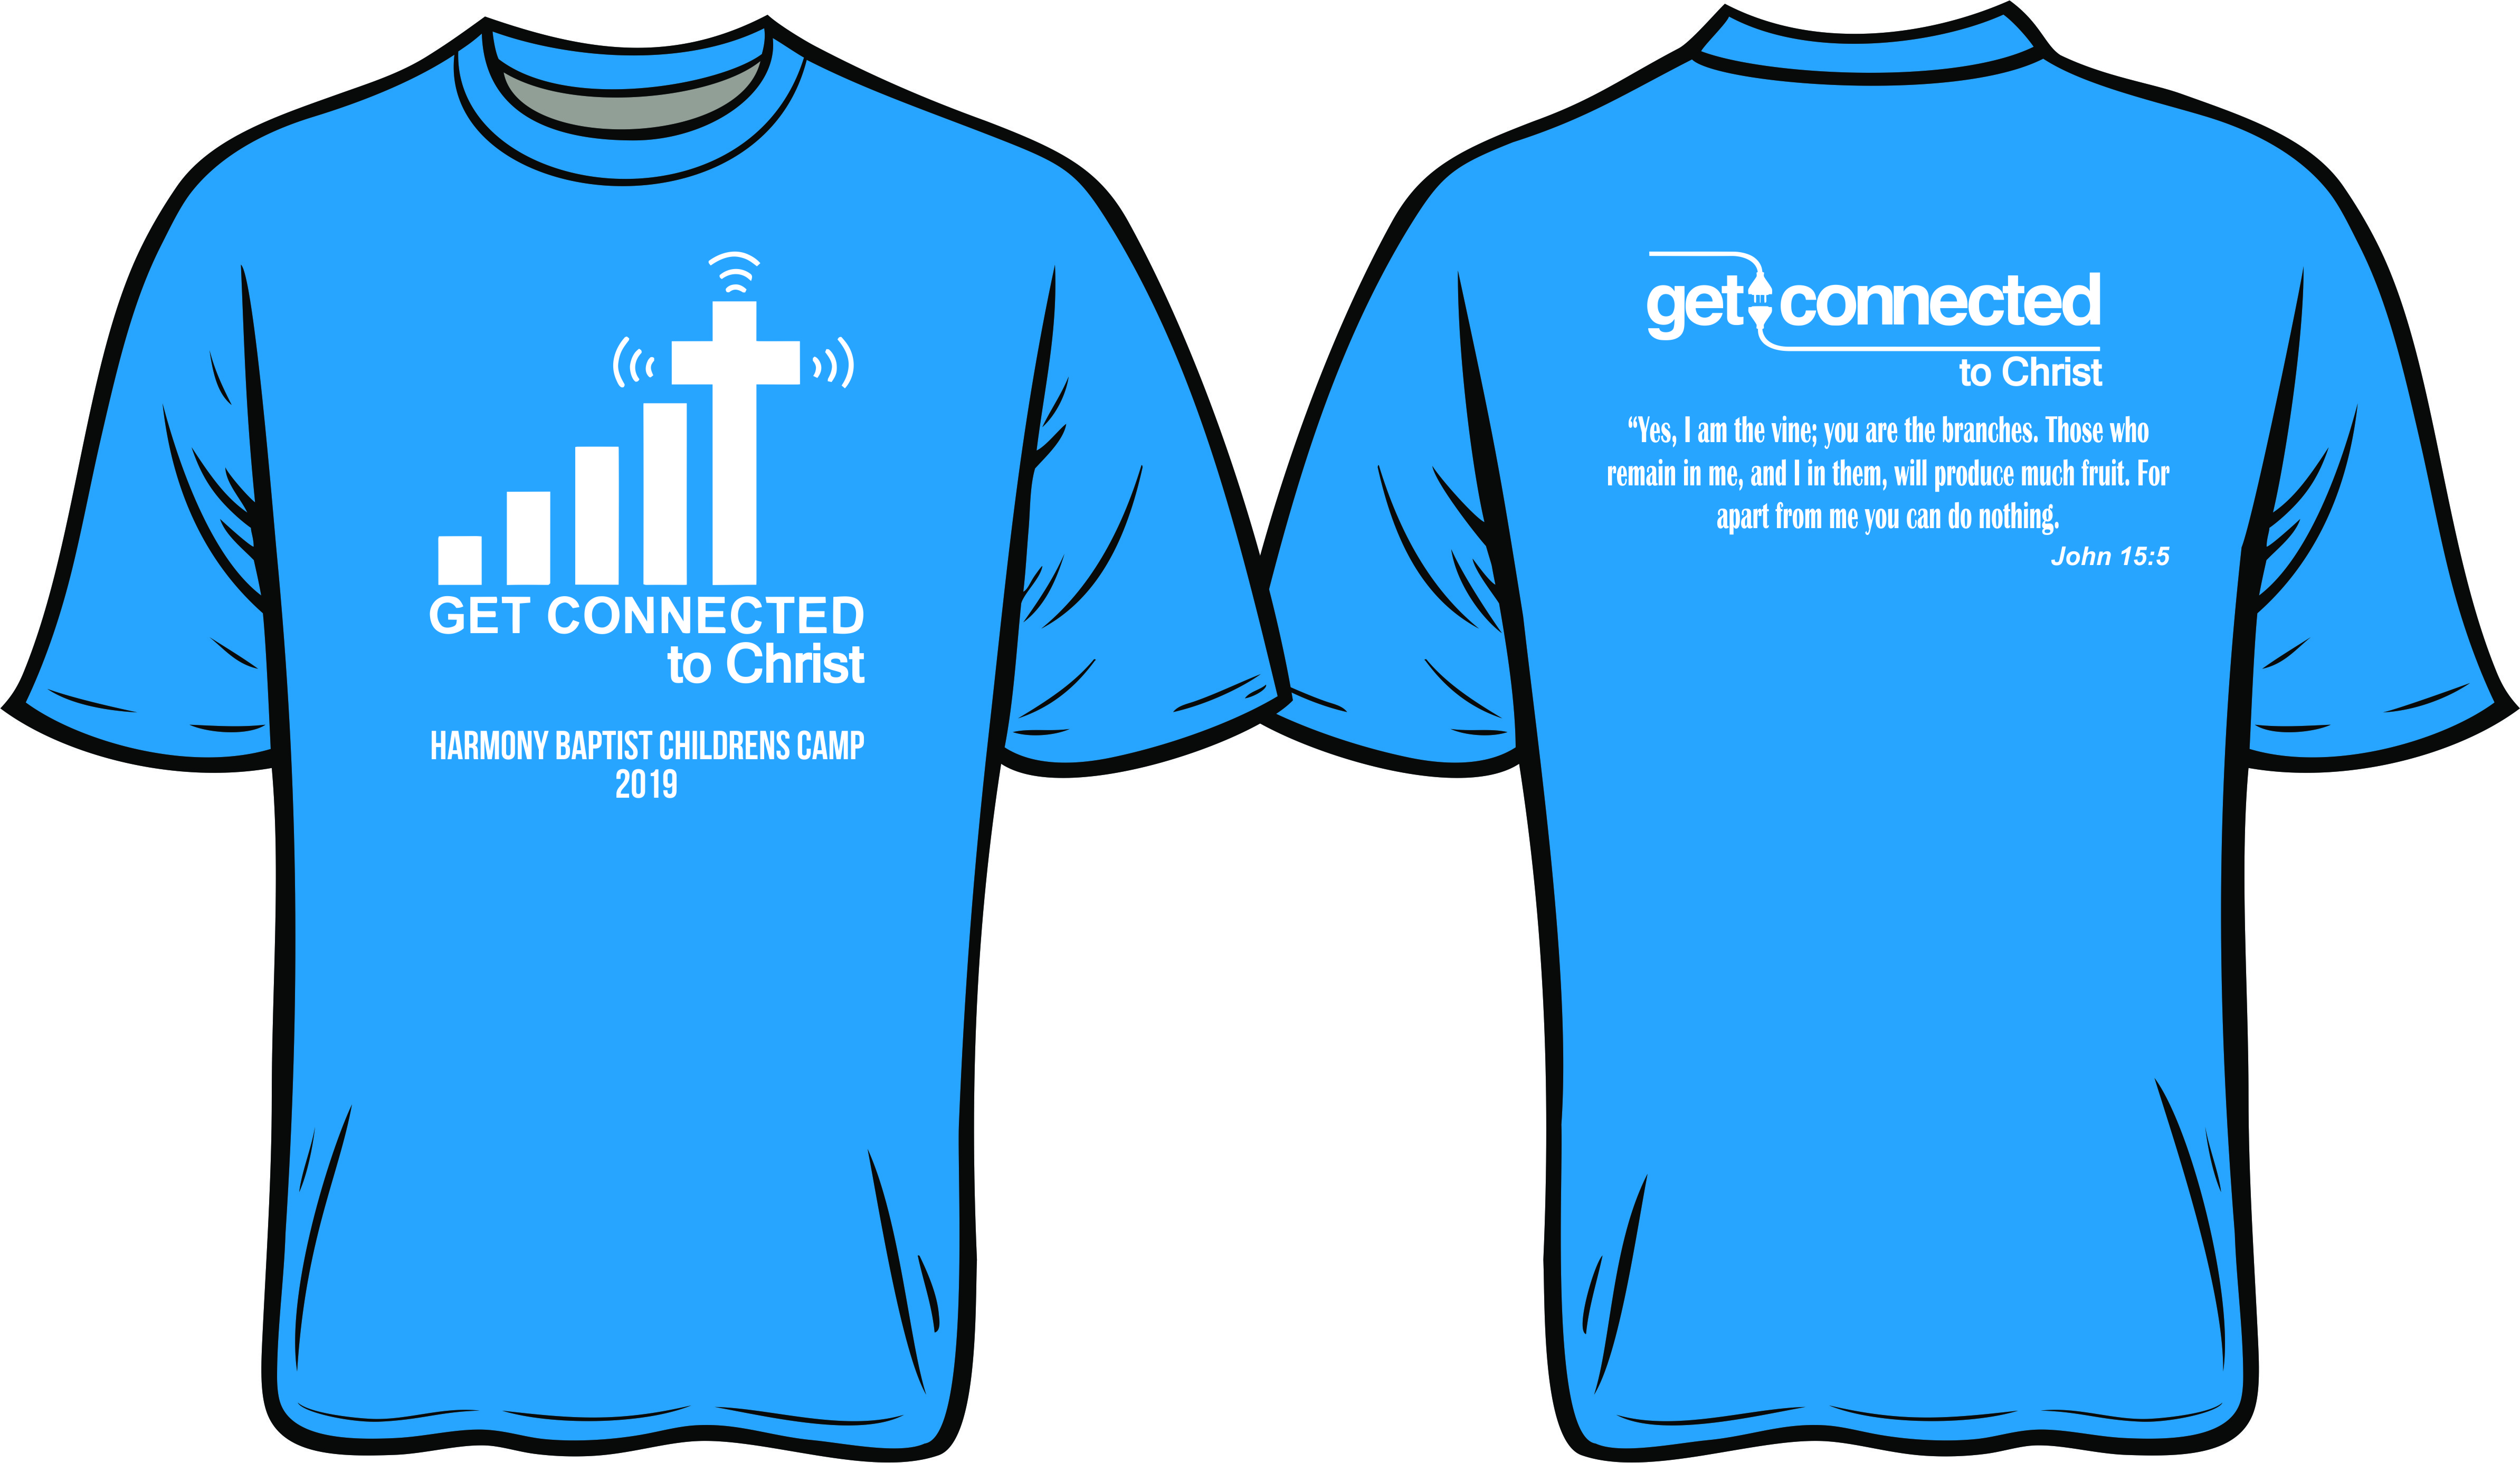 GET CONNECTED
to Christ
HARMONY BAPTIST CHILDRENS CAMP
2019
get connected
to Christ
“Yes, I am the vine; you are the branches. Those who
remain in me, and I in them, will produce much fruit. For
apart from me you can do nothing.
John 15:5